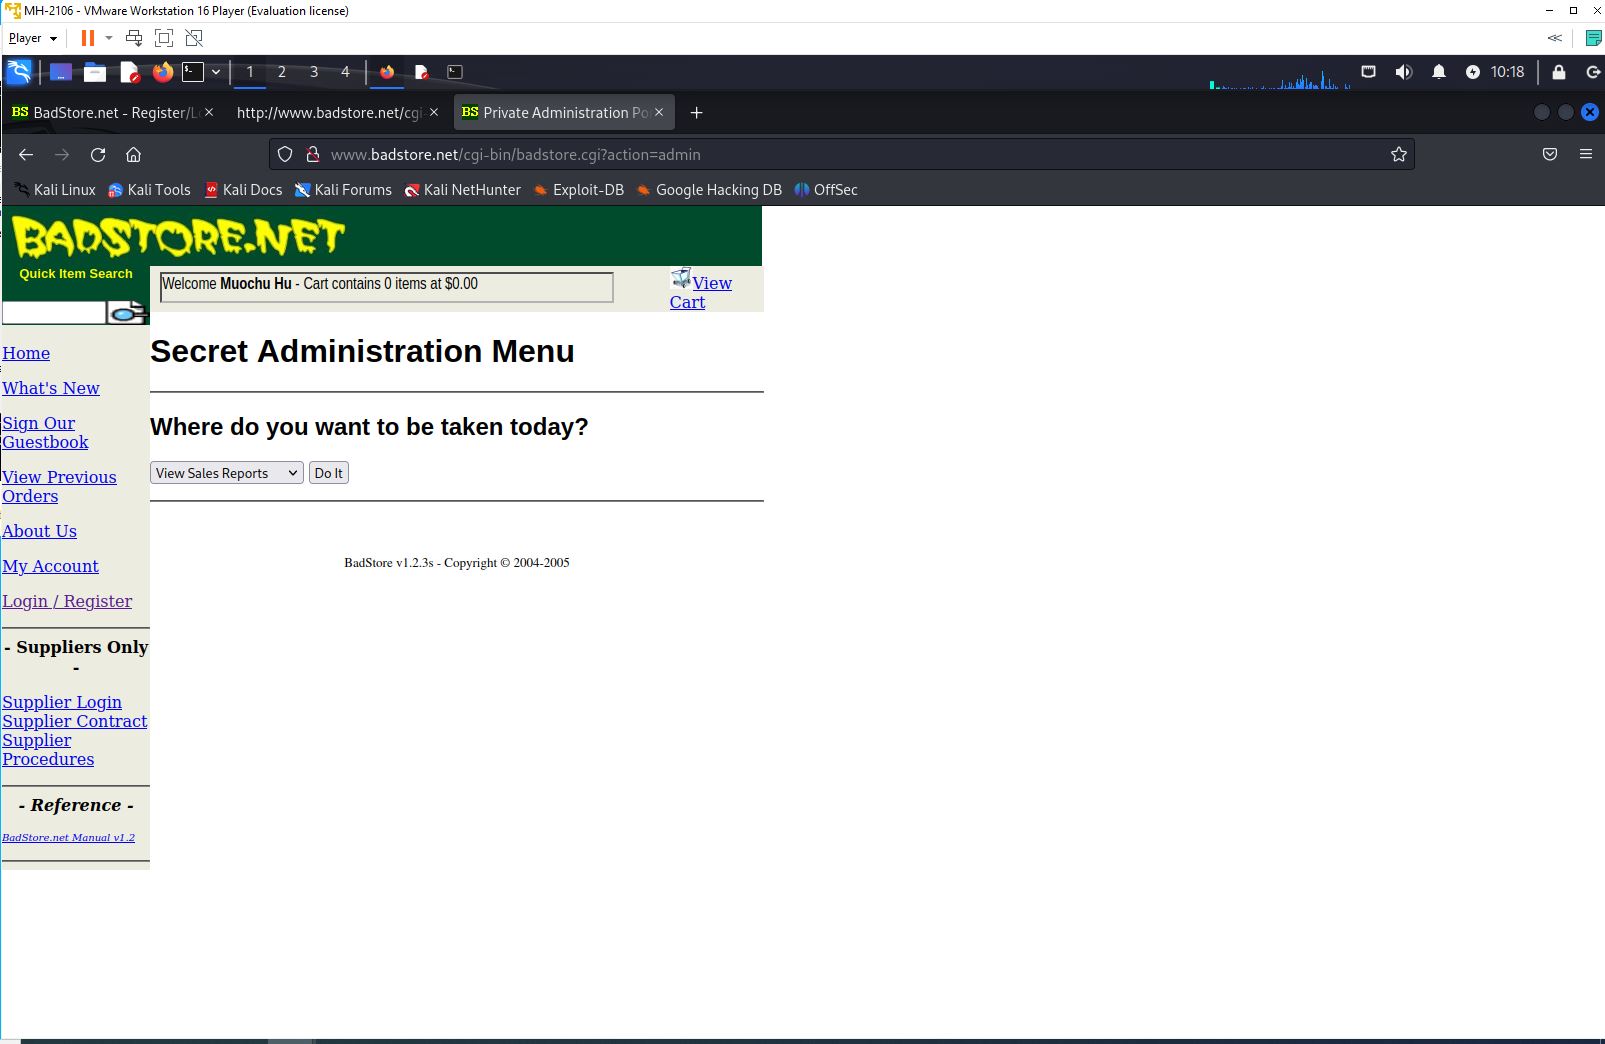 MH-2106 - VMware Workstation 16 Player (Evaluation license)
Player
1 2 3 4 10:18
BadStore.net - Register/L http://www.badstore.net/cgi- Private Administration Po
www.badstore.net/cgi-bin/badstore.cgi?action=admin
Kali Linux Kali Tools Kali Docs Kali Forums Kali NetHunter Exploit-DB Google Hacking DB OffSec
BADSTORE.NET
Quick Item Search
Welcome Muochu Hu - Cart contains 0 items at $0.00
View
Cart
Secret Administration Menu
Where do you want to be taken today?
View Sales Reports Do It
BadStore v1.2.3s - Copyright © 2004-2005
Home
What's New
Sign Our
Guestbook
View Previous
Orders
About Us
My Account
Login / Register
- Suppliers Only
-
Supplier Login
Supplier Contract
Supplier
Procedures
- Reference -
BadStore.net Manual v1.2